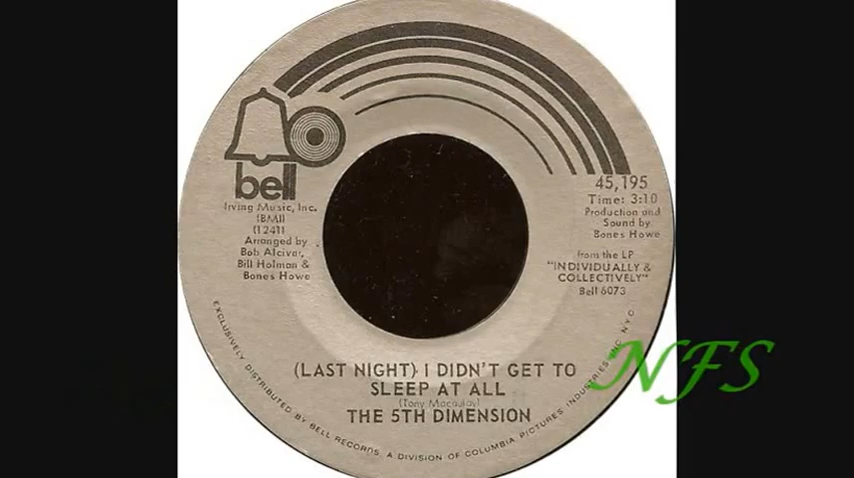 bell
Irving Music, Inc.
(BMI)
(1241)
Arranged by
Bob Alcivar,
Bill Holman &
Bones Howe
45,195
Time: 3:10
Production and
Sound by
Bones Howe
from the LP
"INDIVIDUALLY &
COLLECTIVELY"
Bell 6073
(LAST NIGHT) I DIDN'T GET TO
SLEEP AT ALL
(Tony Macaulay)
THE 5TH DIMENSION
EXCLUSIVELY DISTRIBUTED BY BELL RECORDS, A DIVISION OF COLUMBIA PICTURES INDUSTRIES INC. NYC
NFS